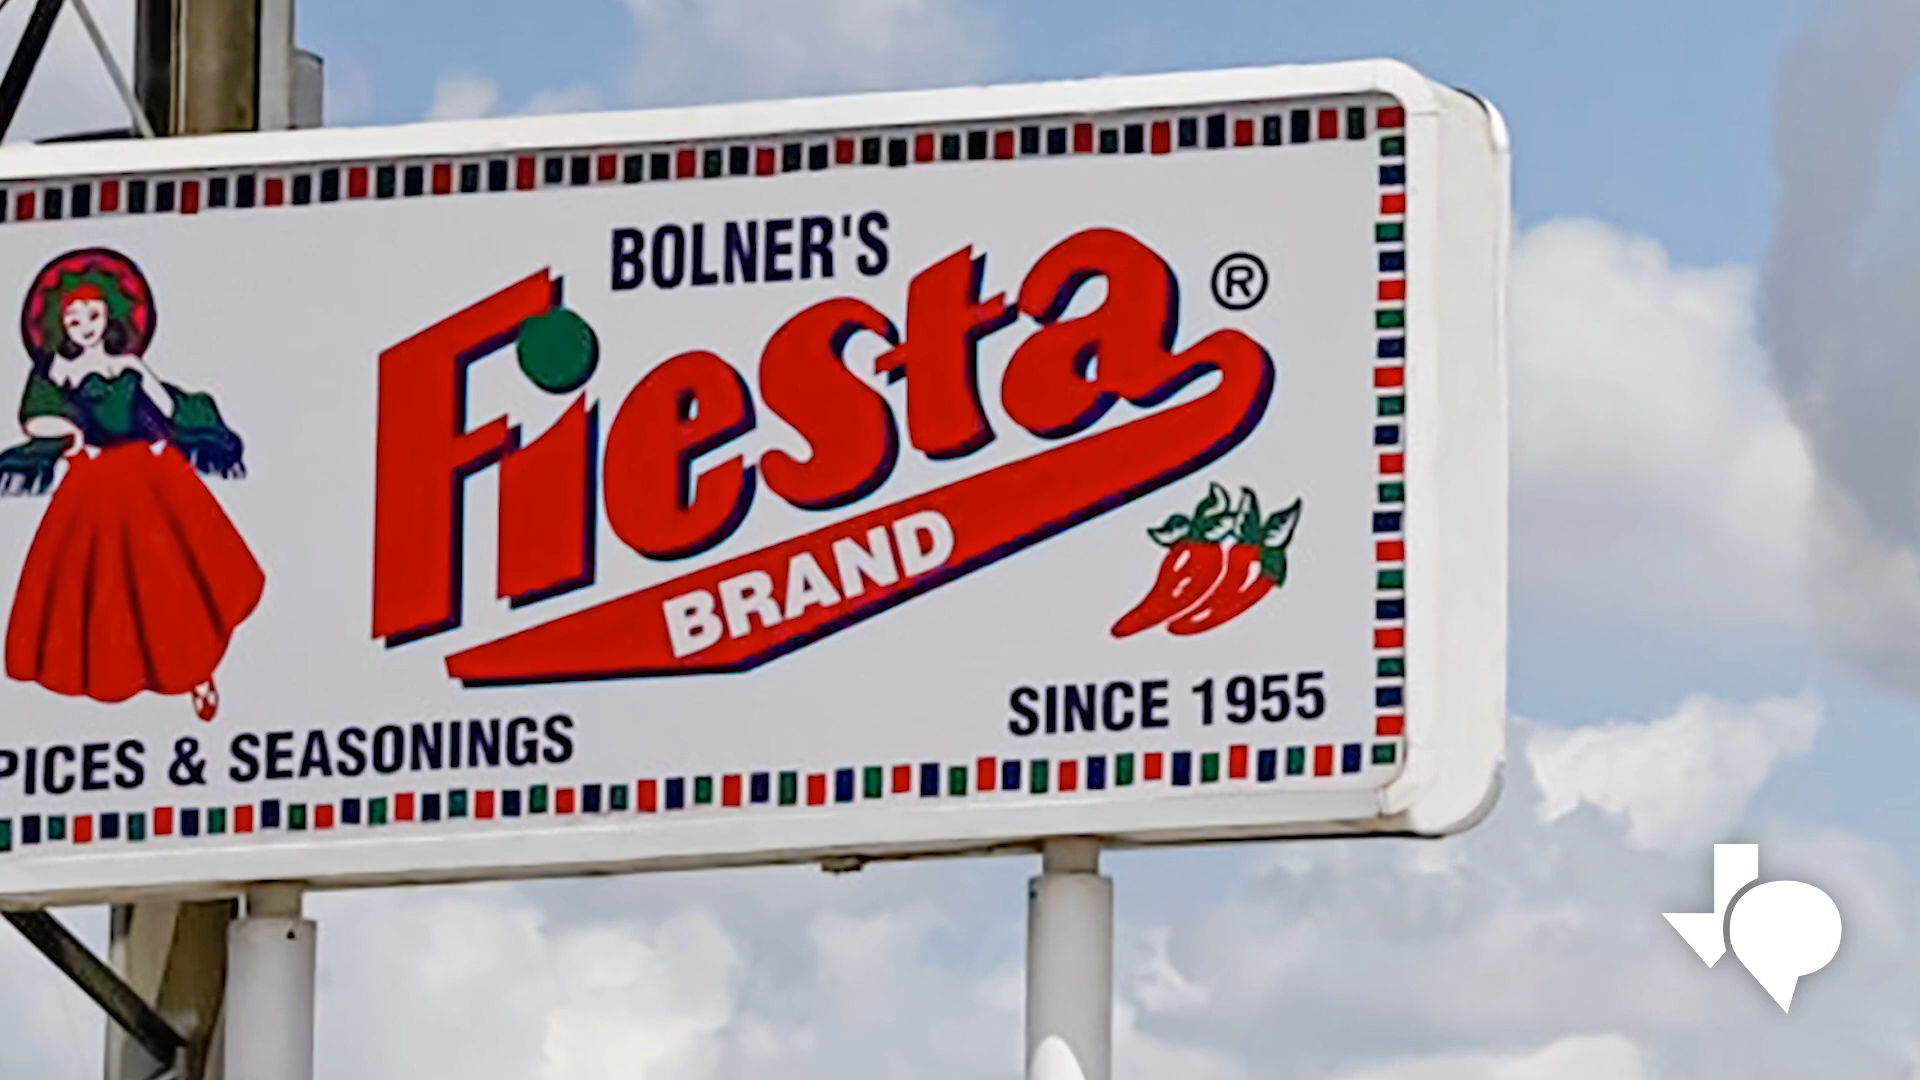 BOLNER'S
Fiesta ®
BRAND
SINCE 1955
PICES & SEASONINGS